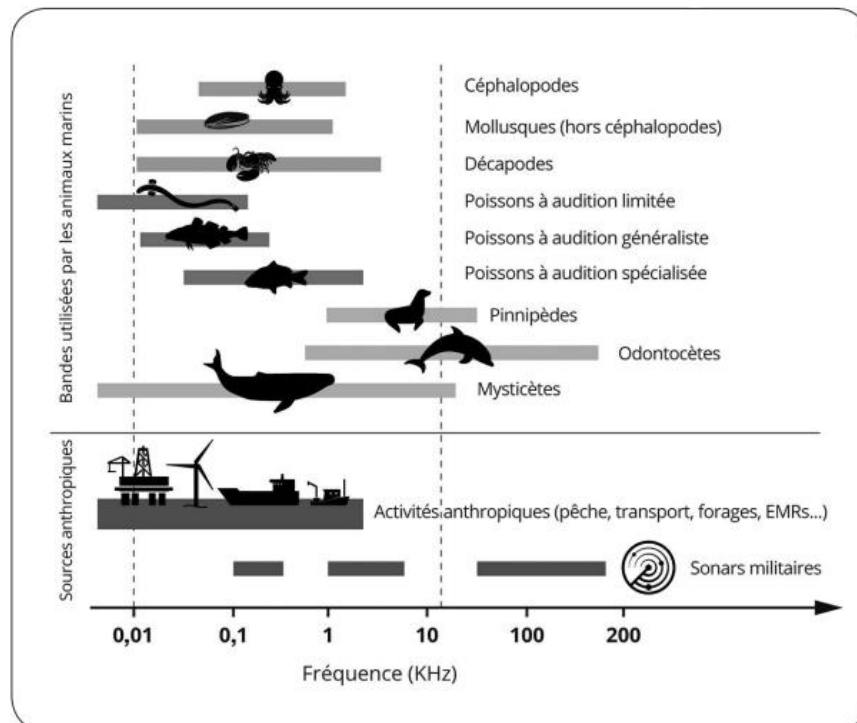 Bandes utilisées par les animaux marins
Céphalopodes
Mollusques (hors céphalopodes)
Décapodes
Poissons à audition limitée
Poissons à audition généraliste
Poissons à audition spécialisée
Pinnipèdes
Odontocètes
Mysticètes
Sources anthropiques
Activités anthropiques (pêche, transport, forages, EMRs...)
Sonars militaires
0,01 0,1 1 10 100 200
Fréquence (KHz)